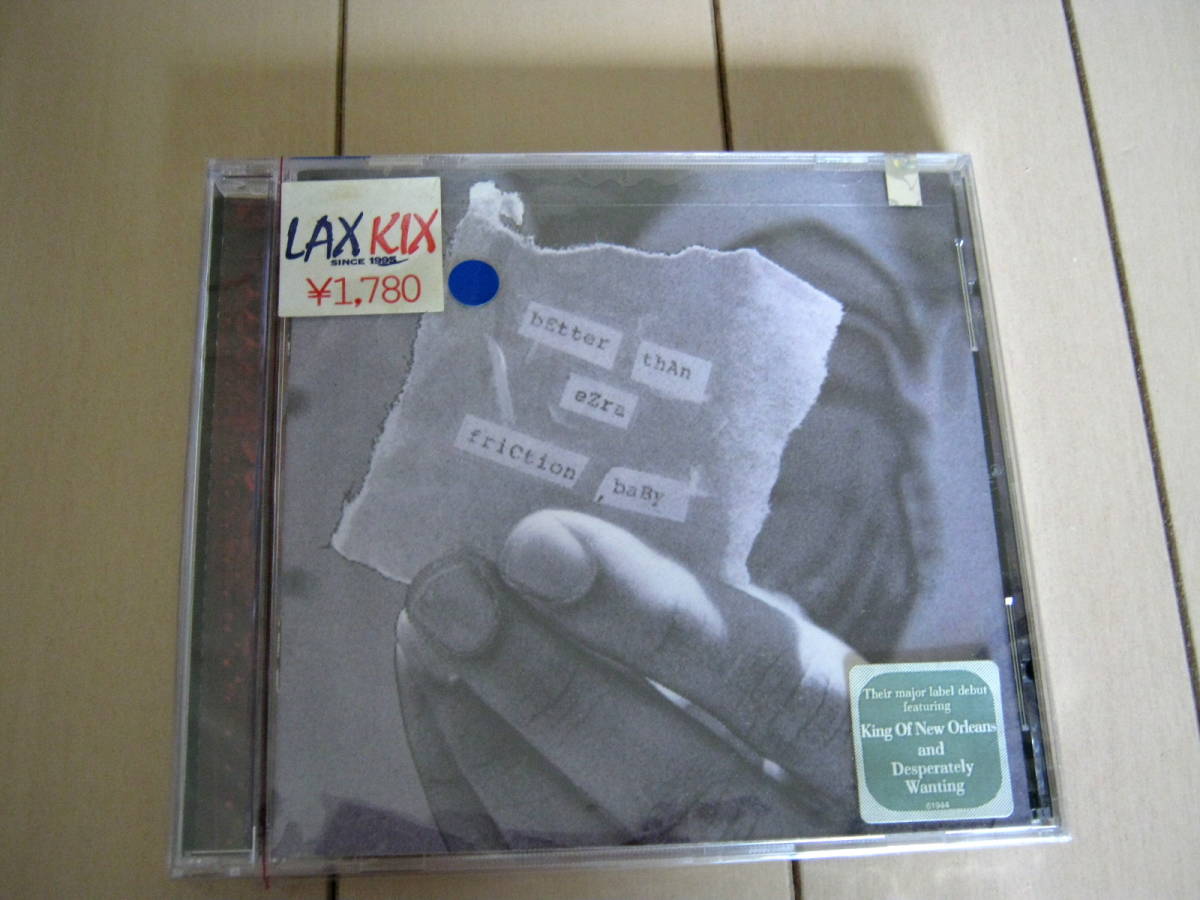 LAX KIX
SINCE 1995
¥1,780
bEtter thAn
eZra
friCtion, baBy
Their major label debut
featuring
King Of New Orleans
and
Desperately
Wanting
61944